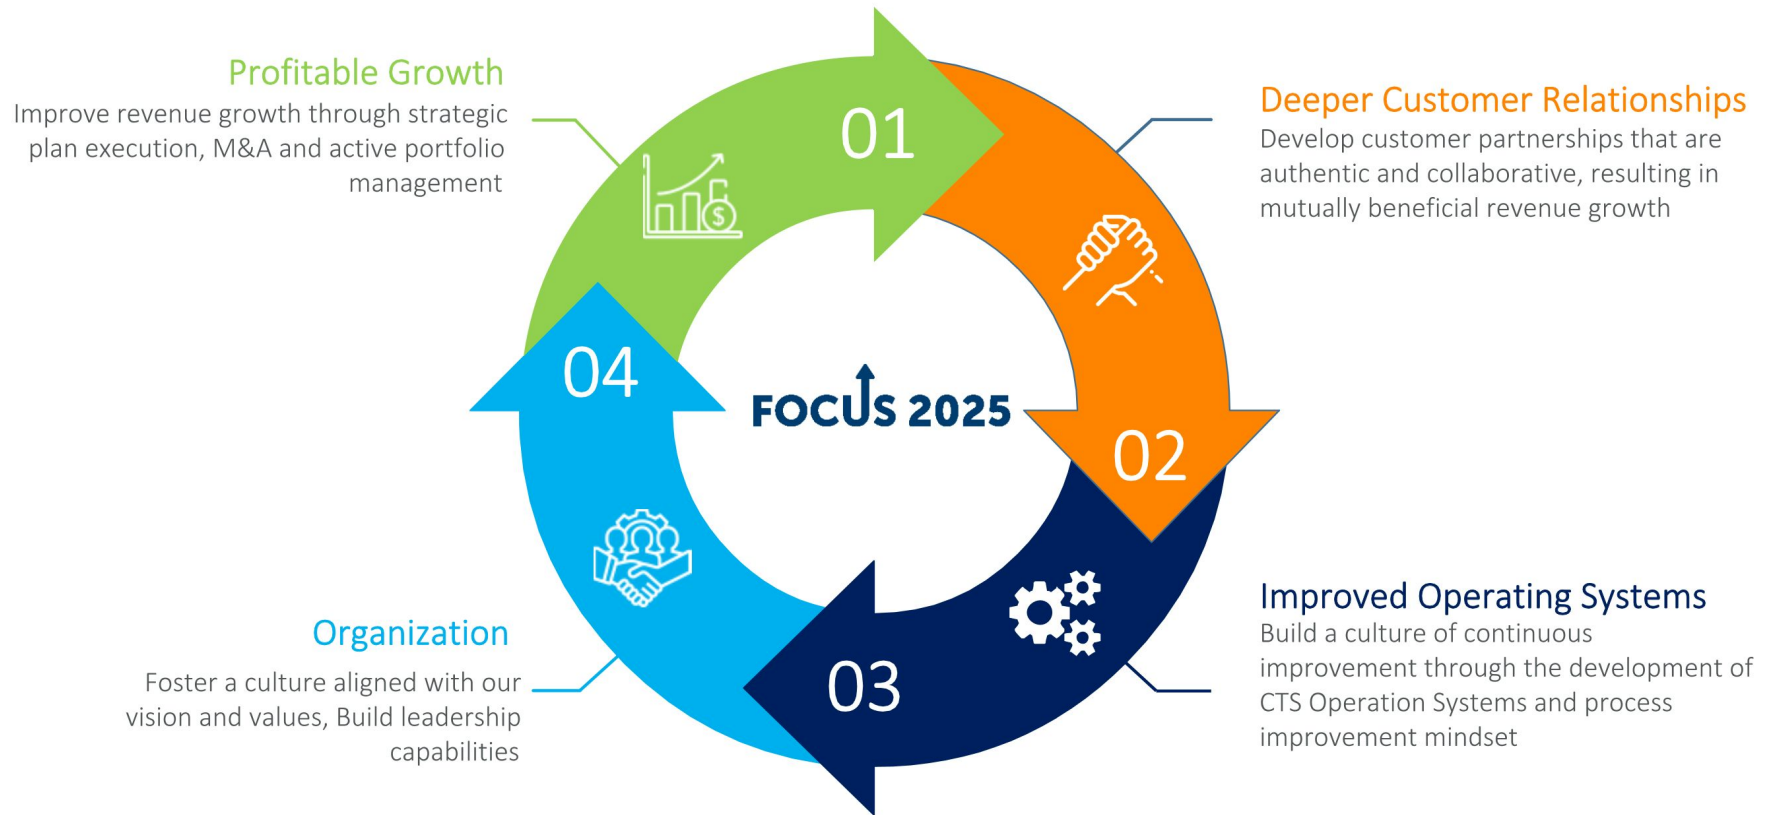 Profitable Growth
Improve revenue growth through strategic
plan execution, M&A and active portfolio
management
01
Deeper Customer Relationships
Develop customer partnerships that are
authentic and collaborative, resulting in
mutually beneficial revenue growth
02
Improved Operating Systems
Build a culture of continuous
improvement through the development of
CTS Operation Systems and process
improvement mindset
03
Organization
Foster a culture aligned with our
vision and values, Build leadership
capabilities
04
FOCUS 2025
$